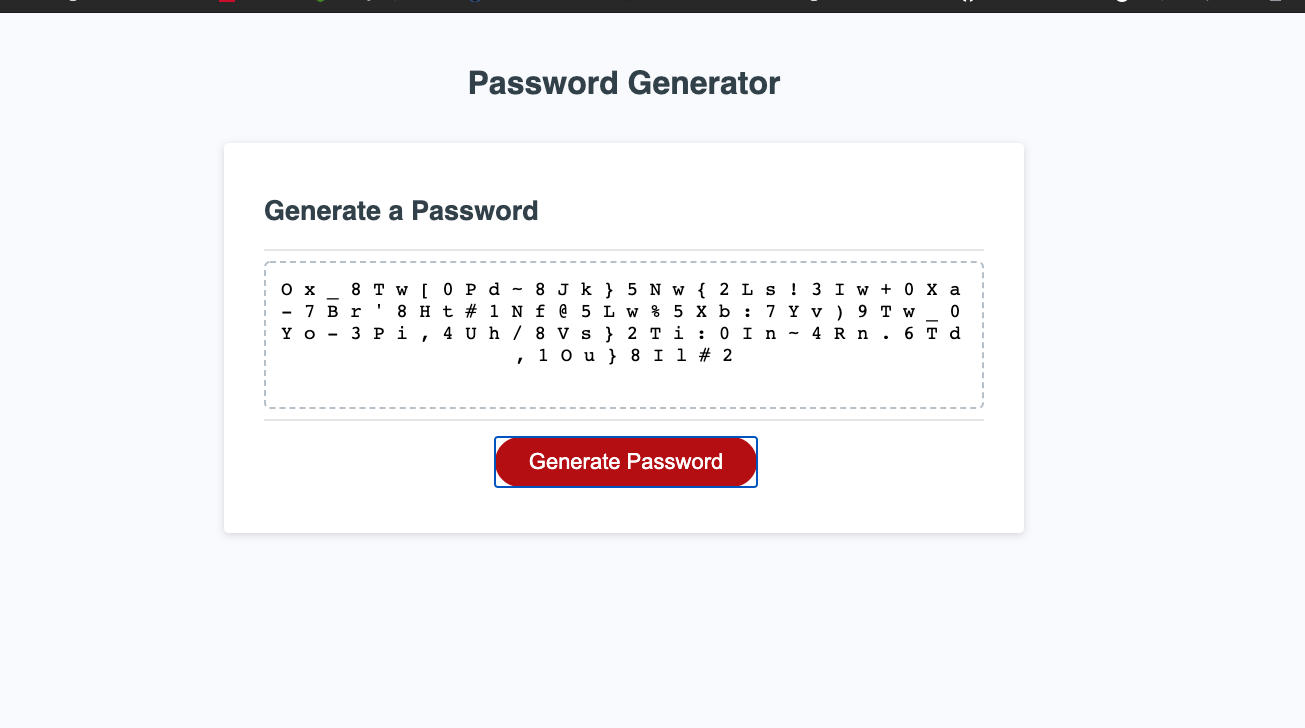 Password Generator
Generate a Password
O x _ 8 T w [ 0 P d ~ 8 J k } 5 N w { 2 L s ! 3 I w + 0 X a
- 7 B r ' 8 H t # 1 N f @ 5 L w % 5 X b : 7 Y v ) 9 T w _ 0
Y o - 3 P i , 4 U h / 8 V s } 2 T i : 0 I n ~ 4 R n . 6 T d
, 1 O u } 8 I l # 2
Generate Password